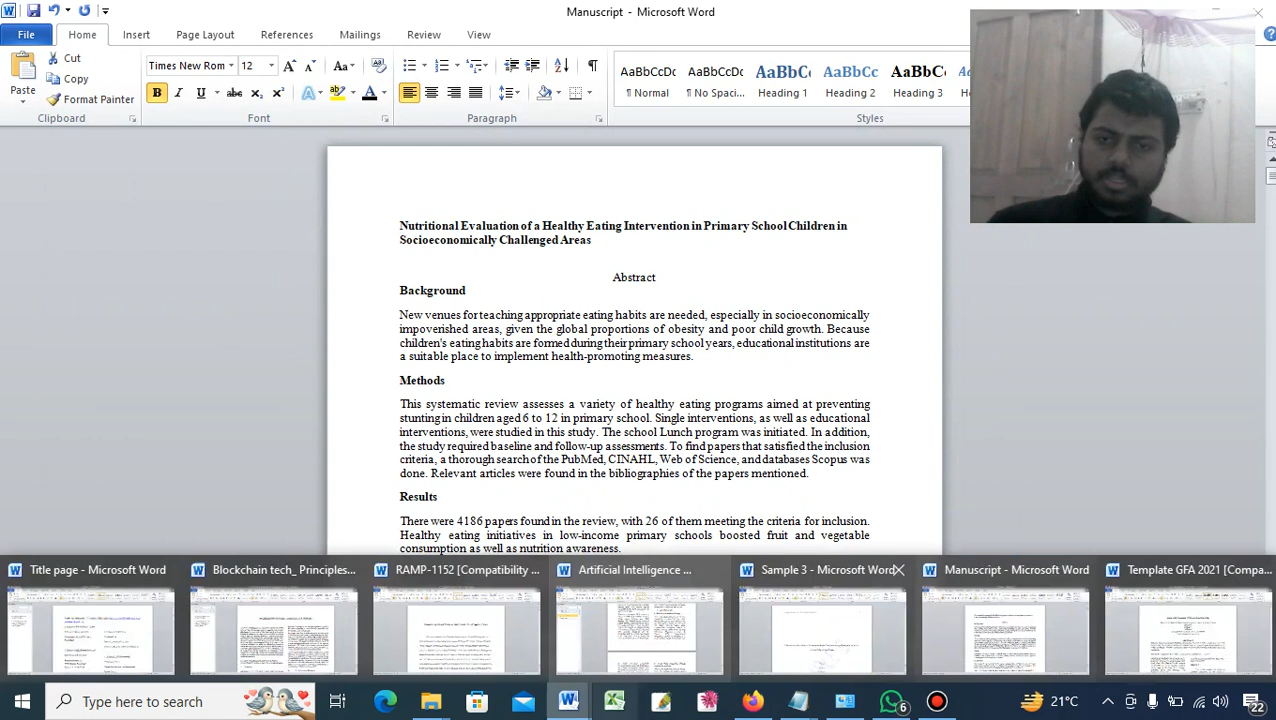 Manuscript - Microsoft Word
File Home Insert Page Layout References Mailings Review View
Cut
Copy
Format Painter
Paste
Times New Rom 12
Aa
B I U abc x₂ x² A A
AaBbCcDc AaBbCcDc AaBbCc AaBbCc AaBbCc
¶ Normal ¶ No Spaci... Heading 1 Heading 2 Heading 3
Clipboard Font Paragraph Styles
Nutritional Evaluation of a Healthy Eating Intervention in Primary School Children in
Socioeconomically Challenged Areas
Abstract
Background
New venues for teaching appropriate eating habits are needed, especially in socioeconomically
impoverished areas, given the global proportions of obesity and poor child growth. Because
children's eating habits are formed during their primary school years, educational institutions are
a suitable place to implement health-promoting measures.
Methods
This systematic review assesses a variety of healthy eating programs aimed at preventing
stunting in children aged 6 to 12 in primary school. Single interventions, as well as educational
interventions, were studied in this study. The school Lunch program was initiated. In addition,
the study required baseline and follow-up assessments. To find papers that satisfied the inclusion
criteria, a thorough search of the PubMed, CINAHL, Web of Science, and databases Scopus was
done. Relevant articles were found in the bibliographies of the papers mentioned.
Results
There were 4186 papers found in the review, with 26 of them meeting the criteria for inclusion.
Healthy eating initiatives in low-income primary schools boosted fruit and vegetable
consumption as well as nutrition awareness.
Title page - Microsoft Word
Blockchain tech_ Principles...
RAMP-1152 [Compatibility ...
Artificial Intelligence ...
Sample 3 - Microsoft Word
Manuscript - Microsoft Word
Template GFA 2021 [Compa...
Type here to search
6
21°C
ENG
22